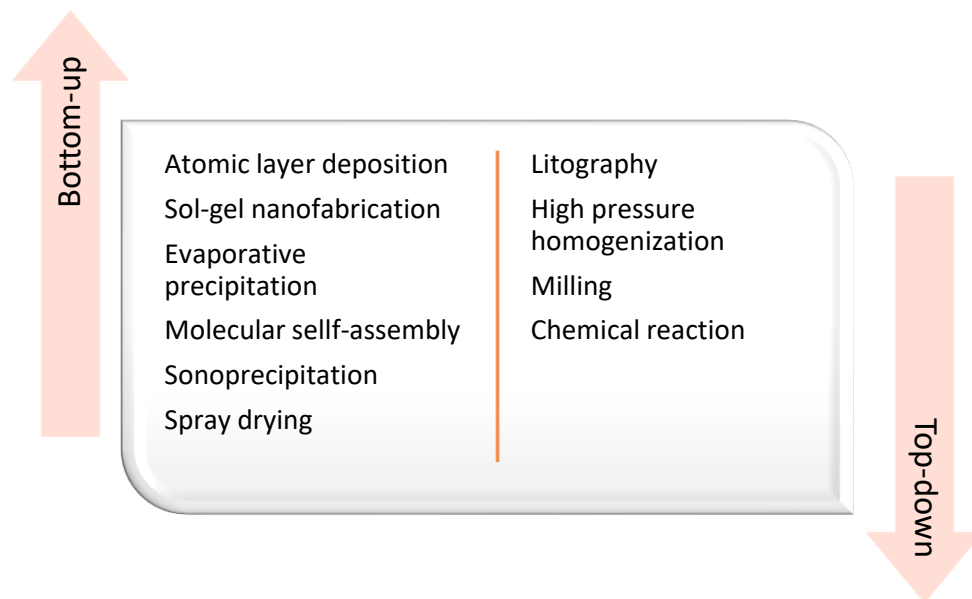 Bottom-up
Atomic layer deposition
Sol-gel nanofabrication
Evaporative
precipitation
Molecular sellf-assembly
Sonoprecipitation
Spray drying
Litography
High pressure
homogenization
Milling
Chemical reaction
Top-down